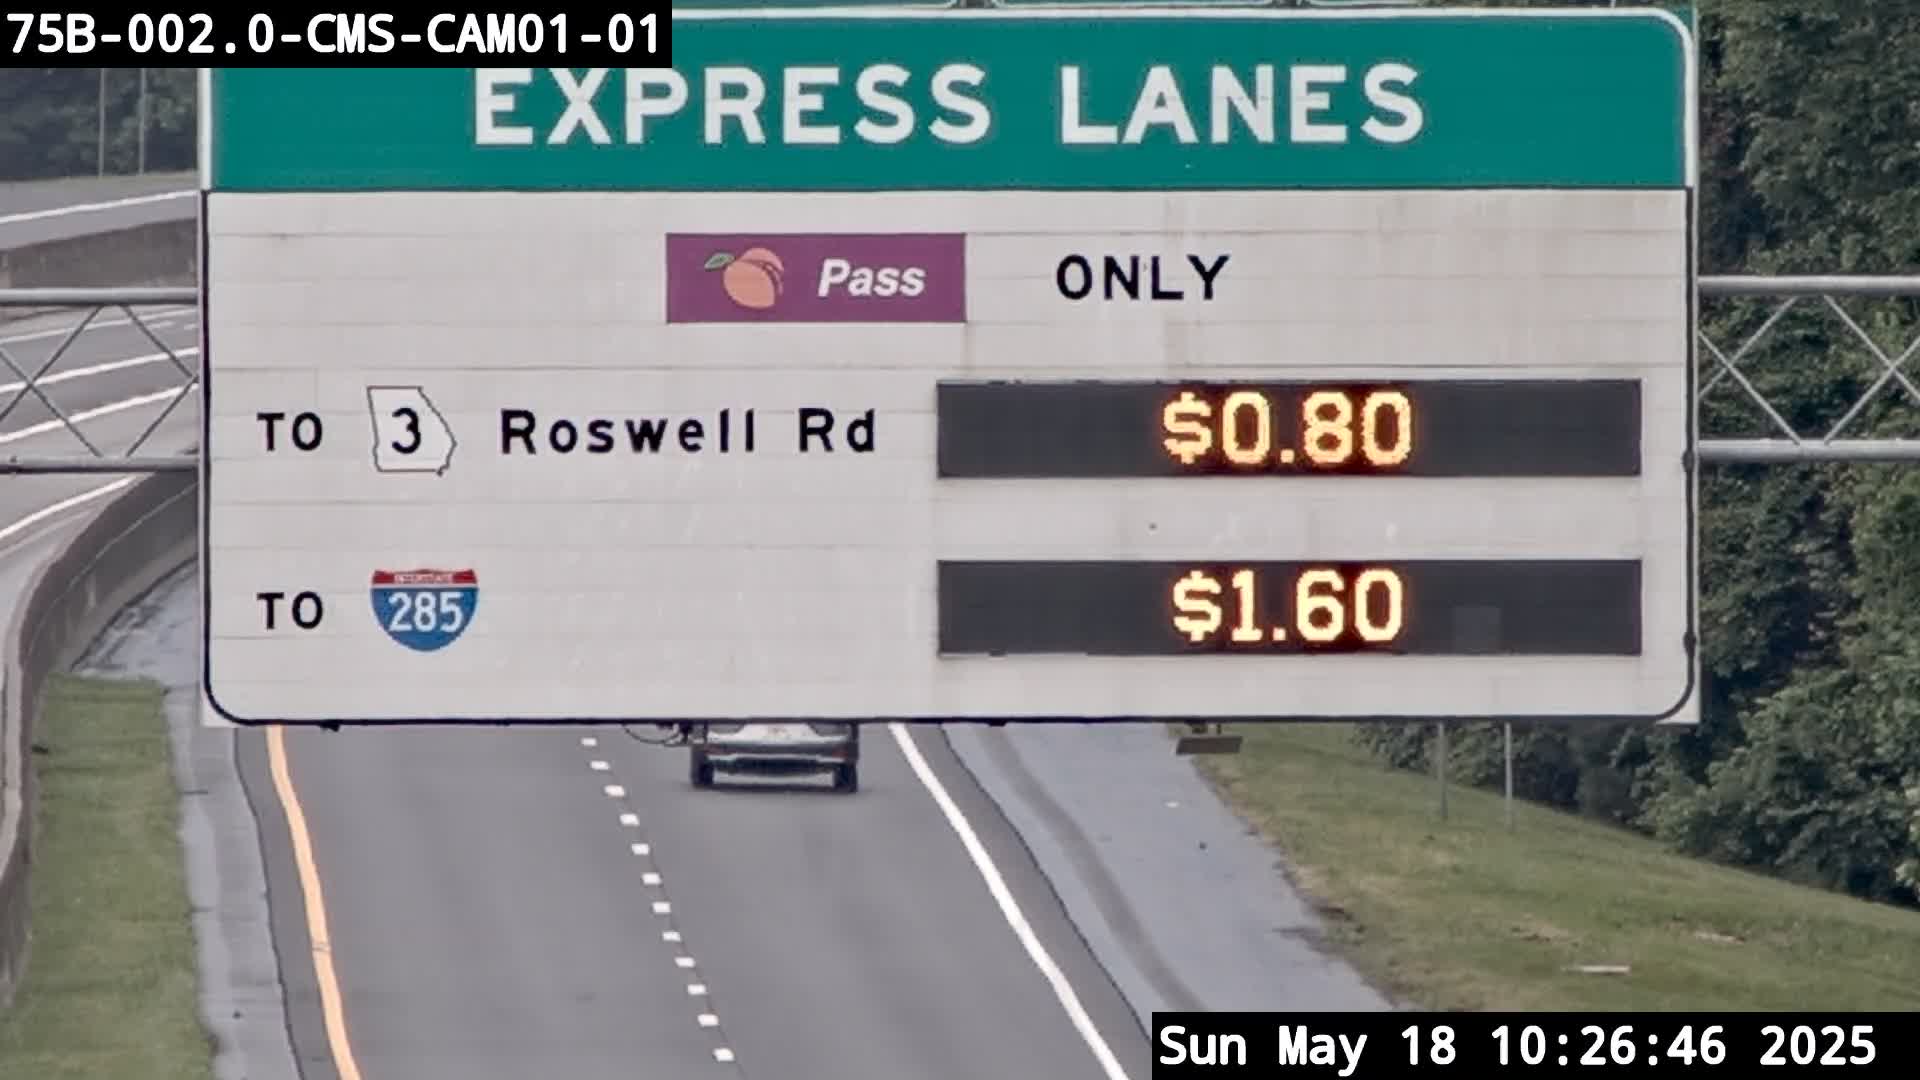 75B-002.0-CMS-CAM01-01
EXPRESS LANES
Pass ONLY
TO 3 Roswell Rd $0.80
TO 285 $1.60
Sun May 18 10:26:46 2025